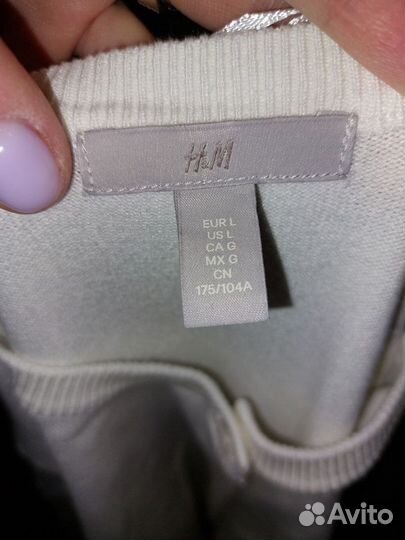 H&M
EUR L
US L
CA G
MX G
CN
175/104A
Avito